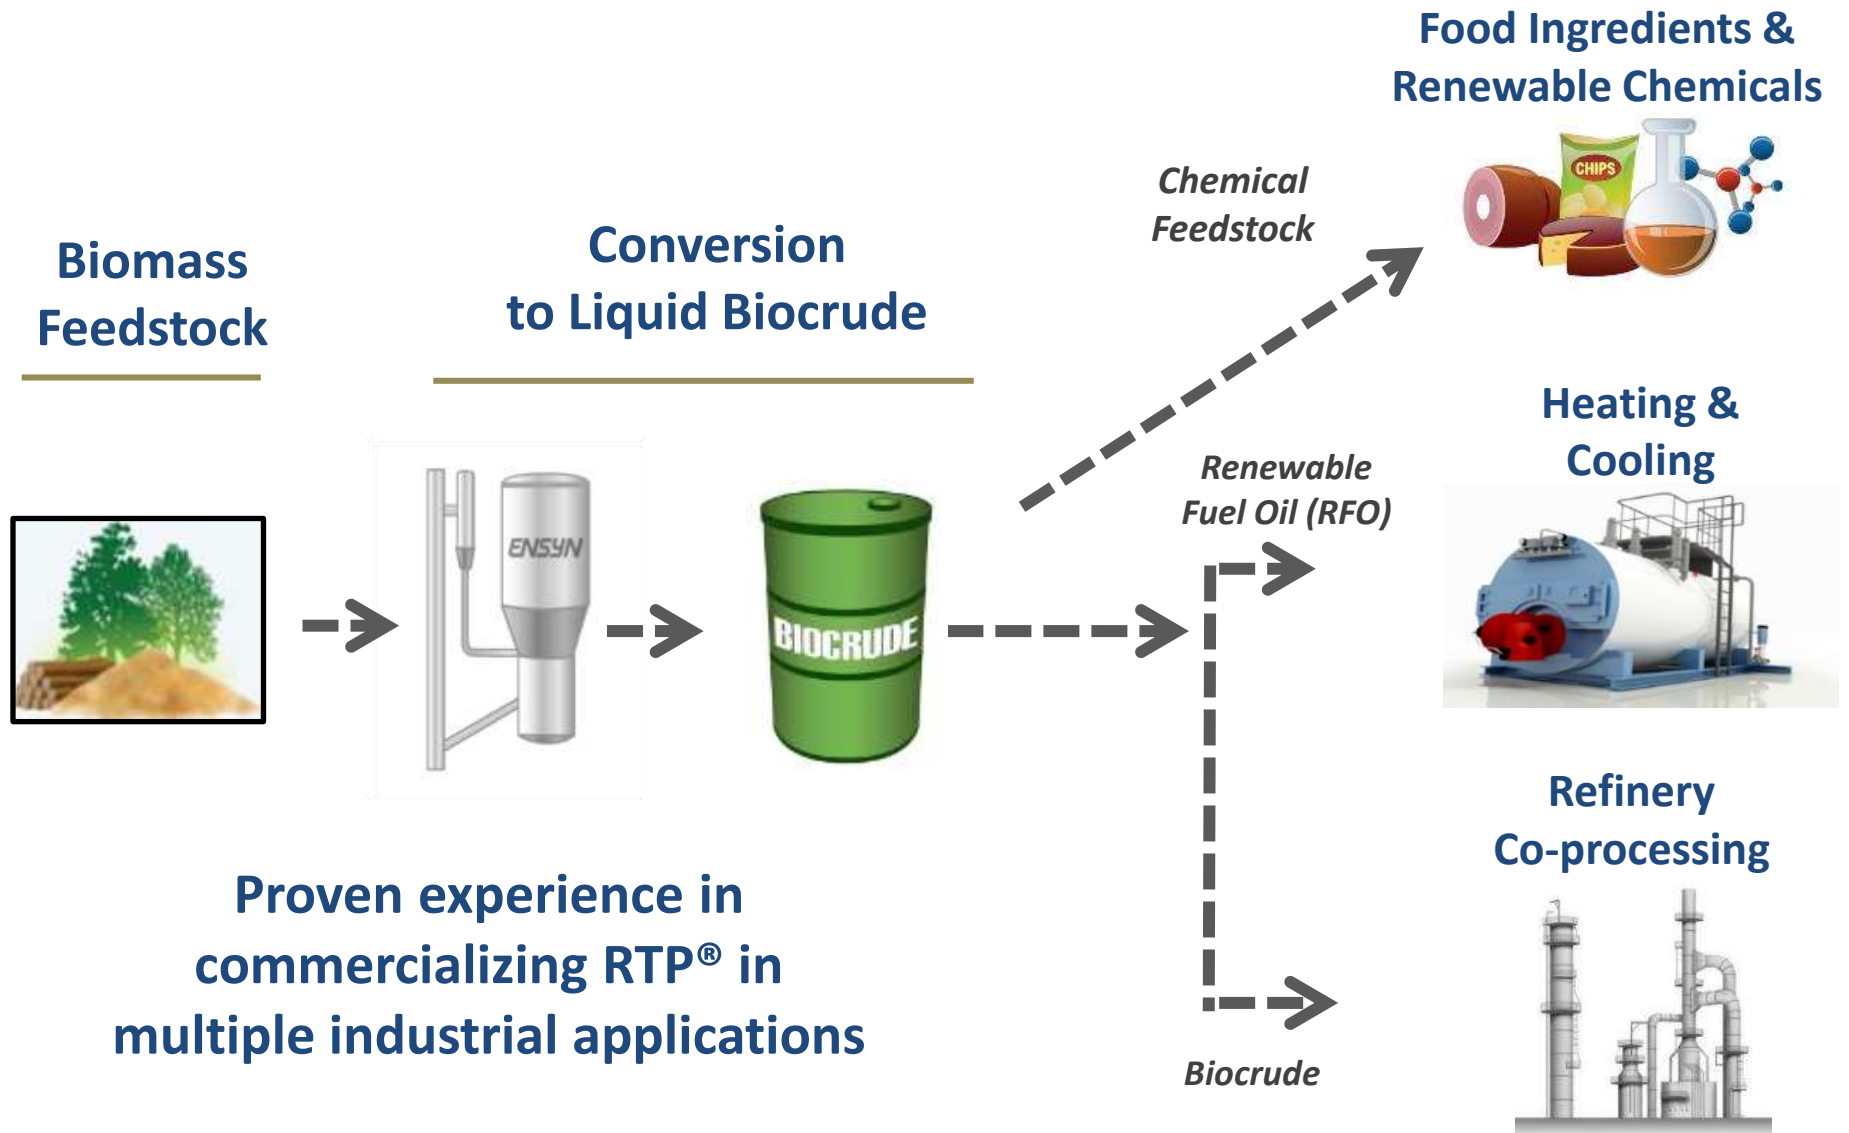 Food Ingredients &
Renewable Chemicals
CHIPS
Chemical
Feedstock
Biomass
Feedstock
Conversion
to Liquid Biocrude
Heating &
Cooling
Renewable
Fuel Oil (RFO)
ENSYN
BIOCRUDE
Refinery
Co-processing
Proven experience in
commercializing RTP® in
multiple industrial applications
Biocrude